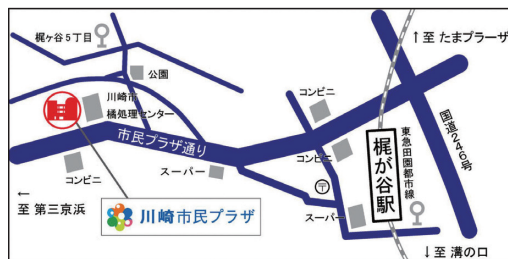 梶ヶ谷5丁目
↑至 たまプラーザ
公園
川崎市
橘処理センター
コンビニ
市民プラザ通り
国道246号
コンビニ
梶が谷駅
東急田園都市線
コンビニ
スーパー
スーパー
←
至 第三京浜
川崎市民プラザ
↓至 溝の口